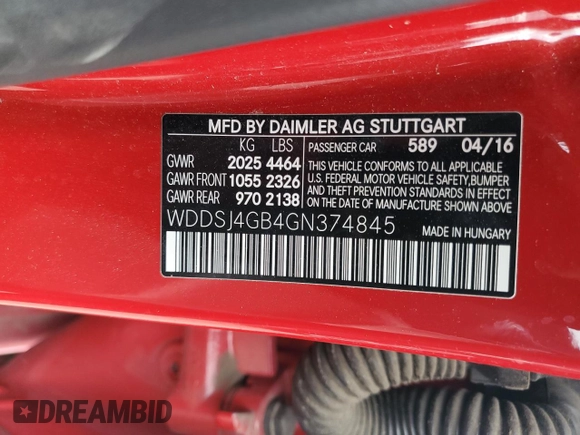 MFD BY DAIMLER AG STUTTGART
KG LBS PASSENGER CAR 589 04/16
GVWR 2025 4464 THIS VEHICLE CONFORMS TO ALL APPLICABLE
GAWR FRONT 1055 2326 U.S. FEDERAL MOTOR VEHICLE SAFETY,BUMPER
AND THEFT PREVENTION STANDARDS IN EFFECT
GAWR REAR 970 2138 ON THE DATE OF MANUFACTURE SHOWN ABOVE.
WDDSJ4GB4GN374845 MADE IN HUNGARY
DREAMBID